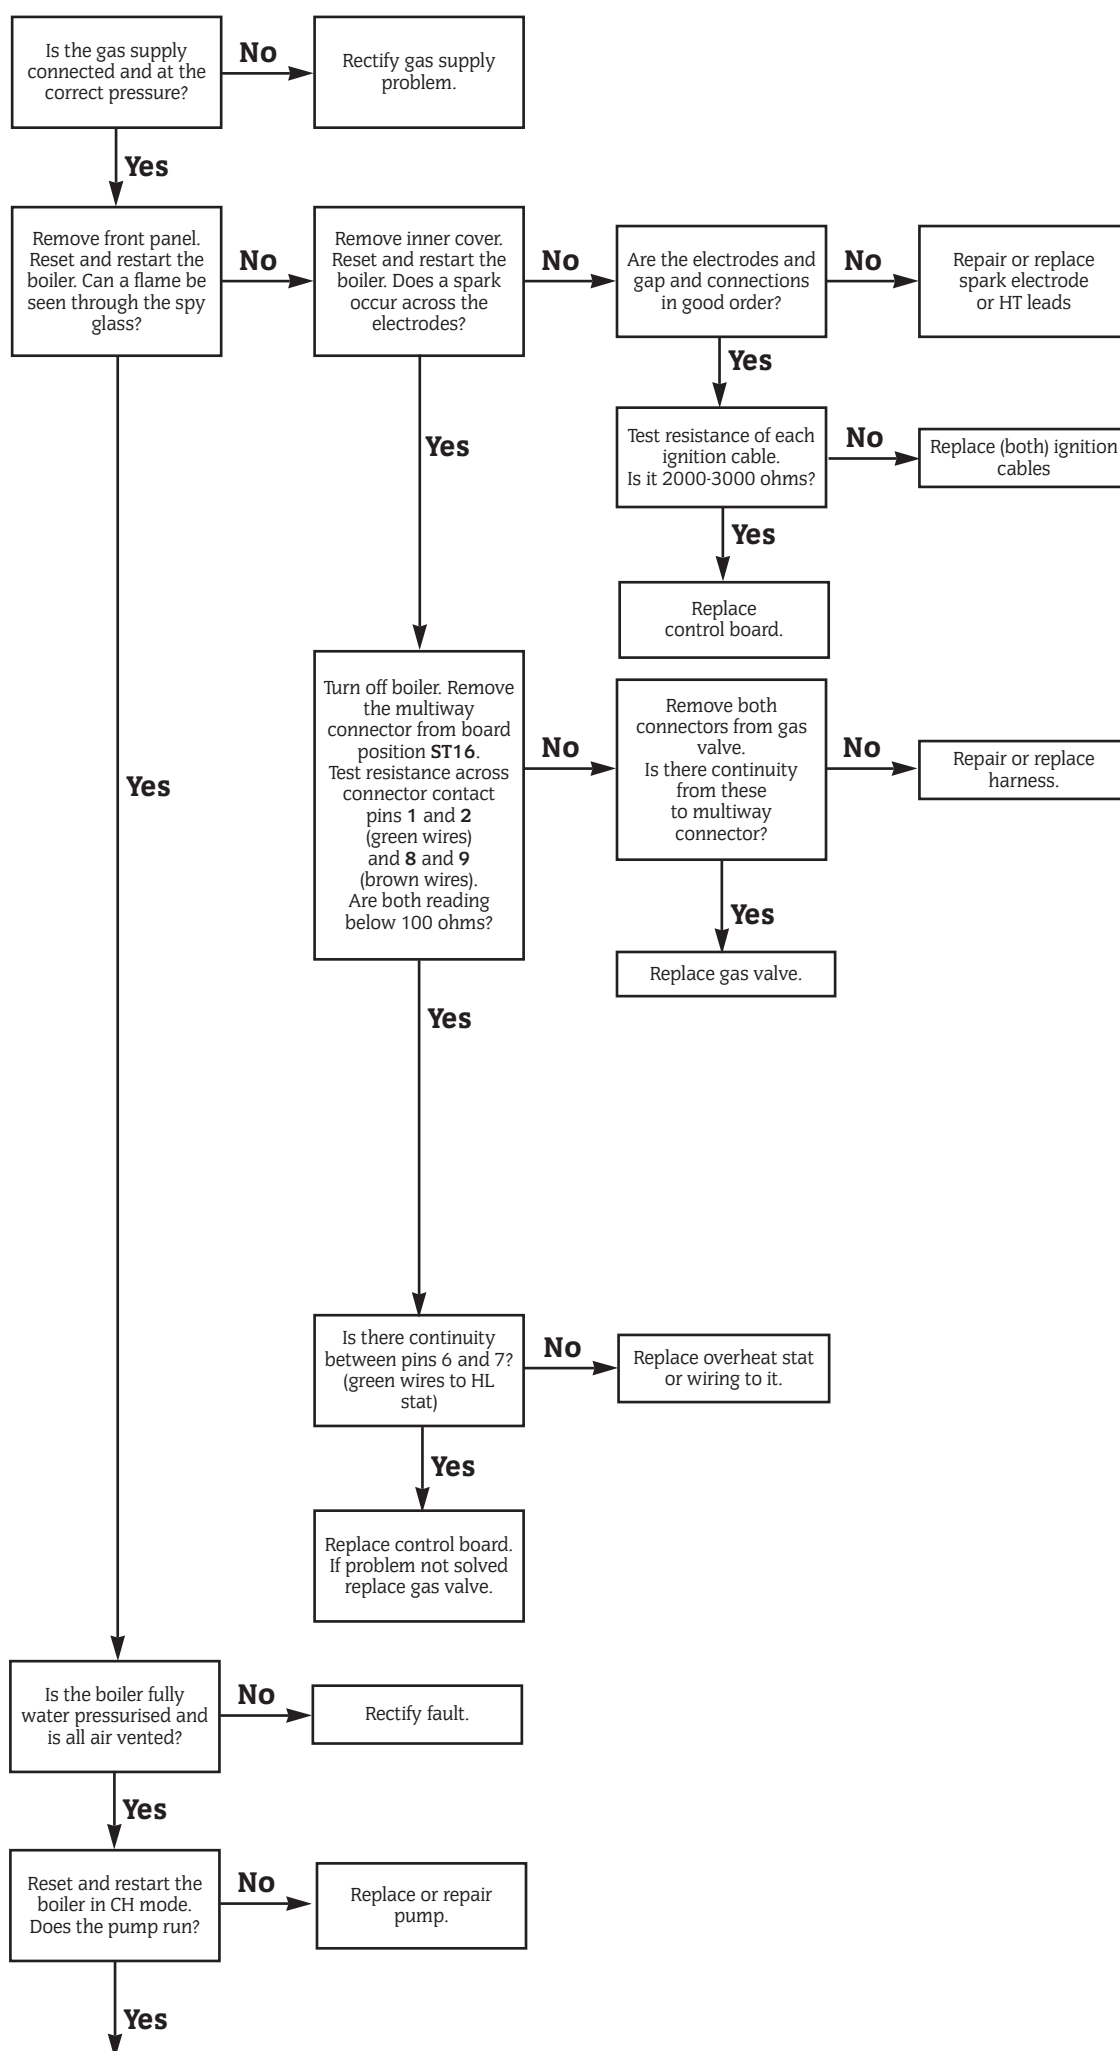 Is the gas supply
connected and at the
correct pressure?
No
Rectify gas supply
problem.
Yes
Remove front panel.
Reset and restart the
boiler. Can a flame be
seen through the spy
glass?
No
Remove inner cover.
Reset and restart the
boiler. Does a spark
occur across the
electrodes?
No
Are the electrodes and
gap and connections
in good order?
No
Repair or replace
spark electrode
or HT leads
Yes
Test resistance of each
ignition cable.
Is it 2000-3000 ohms?
No
Replace (both) ignition
cables
Yes
Replace
control board.
Yes
Turn off boiler. Remove
the multiway
connector from board
position ST16.
Test resistance across
connector contact
pins 1 and 2
(green wires)
and 8 and 9
(brown wires).
Are both reading
below 100 ohms?
No
Remove both
connectors from gas
valve.
Is there continuity
from these
to multiway
connector?
No
Repair or replace
harness.
Yes
Replace gas valve.
Yes
Is there continuity
between pins 6 and 7?
(green wires to HL
stat)
No
Replace overheat stat
or wiring to it.
Yes
Replace control board.
If problem not solved
replace gas valve.
Yes
Is the boiler fully
water pressurised and
is all air vented?
No
Rectify fault.
Yes
Reset and restart the
boiler in CH mode.
Does the pump run?
No
Replace or repair
pump.
Yes